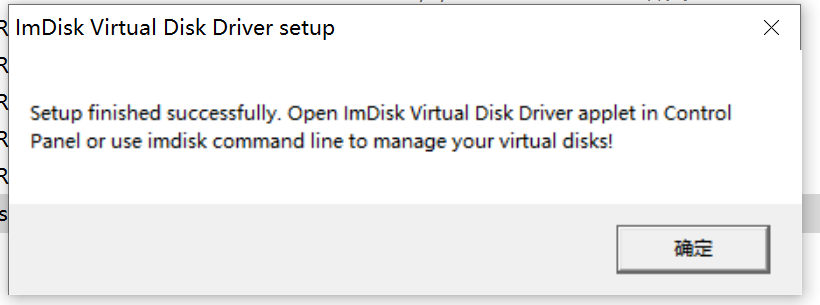 ImDisk Virtual Disk Driver setup
Setup finished successfully. Open ImDisk Virtual Disk Driver applet in Control
Panel or use imdisk command line to manage your virtual disks!
确定